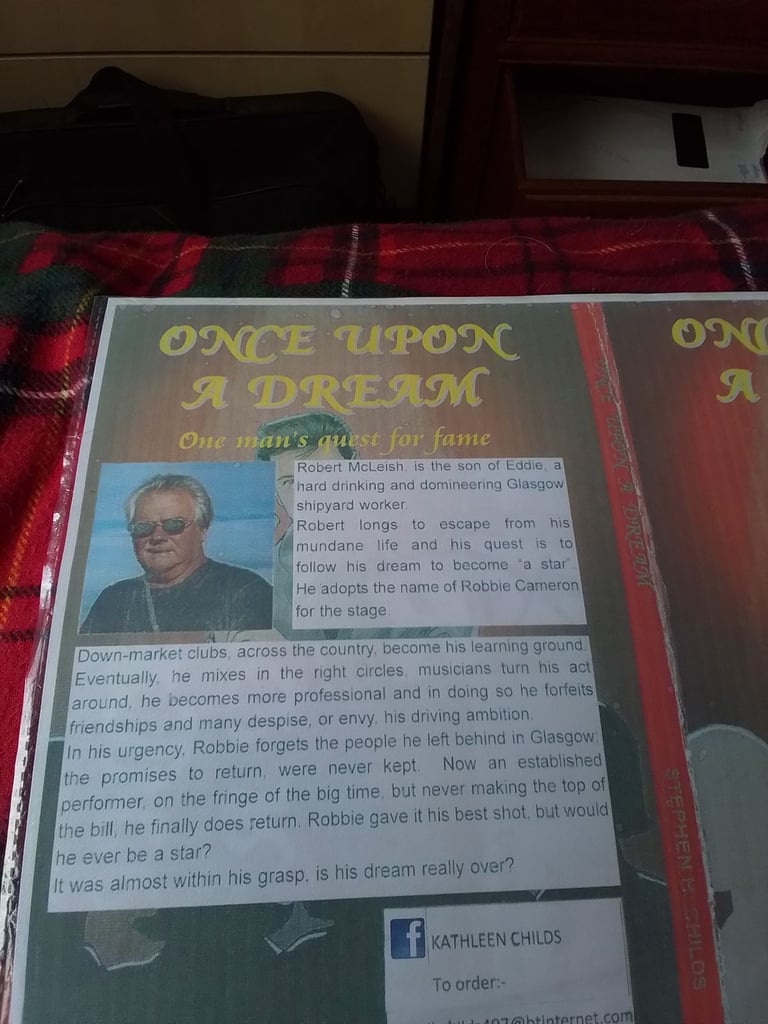 ONCE UPON
A DREAM
One man's quest for fame
Robert McLeish, is the son of Eddie, a
hard drinking and domineering Glasgow
shipyard worker.
Robert longs to escape from his
mundane life and his quest is to
follow his dream to become "a star".
He adopts the name of Robbie Cameron
for the stage.
Down-market clubs, across the country, become his learning ground.
Eventually, he mixes in the right circles, musicians turn his act
around, he becomes more professional and in doing so he forfeits
friendships and many despise, or envy, his driving ambition.
In his urgency, Robbie forgets the people he left behind in Glasgow;
the promises to return, were never kept. Now an established
performer, on the fringe of the big time, but never making the top of
the bill, he finally does return. Robbie gave it his best shot, but would
he ever be a star?
It was almost within his grasp, is his dream really over?
f KATHLEEN CHILDS
To order:-
ONCE UPON A DREAM
STEPHEN CHILDS
A